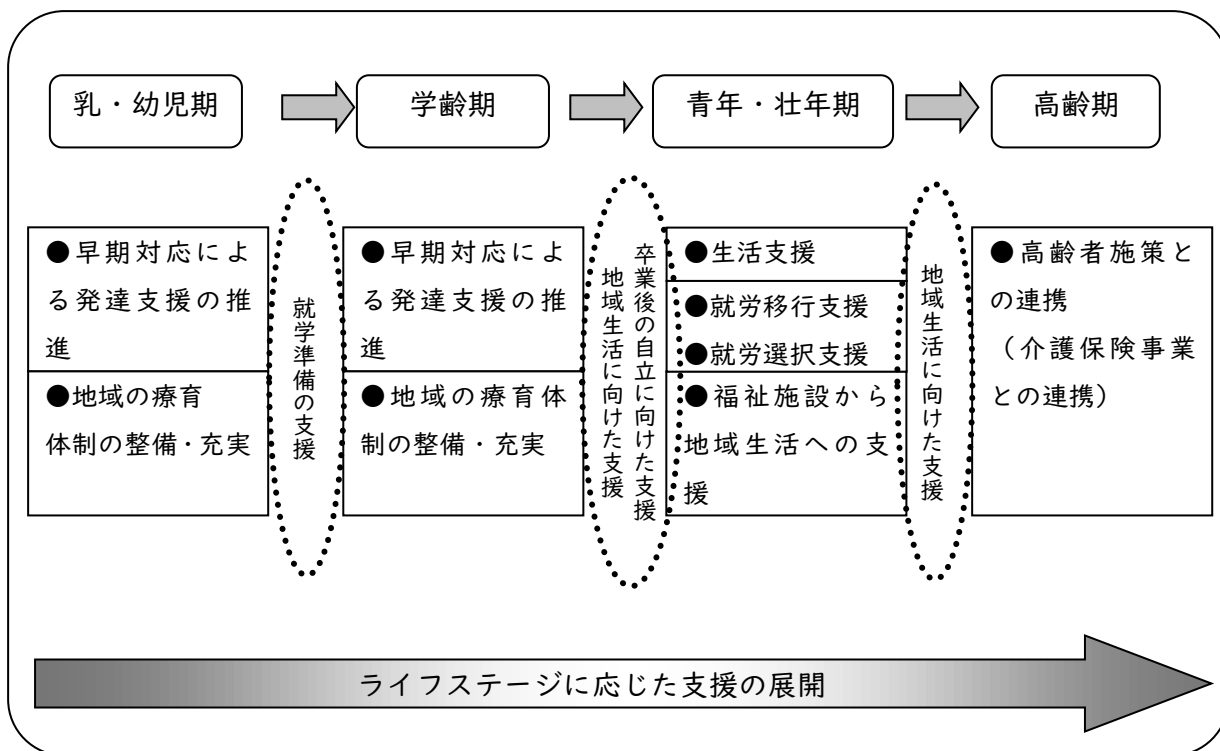 乳・幼児期
学齢期
青年・壮年期
高齢期
●早期対応によ
る発達支援の推
進
●地域の療育
体制の整備・充実
就学準備の支援
●早期対応によ
る発達支援の推
進
●地域の療育体
制の整備・充実
卒業後の自立に向けた支援
地域生活に向けた支援
●生活支援
●就労移行支援
●就労選択支援
●福祉施設から
地域生活への支
援
地域生活に向けた支援
●高齢者施策と
の連携
（介護保険事業
との連携）
ライフステージに応じた支援の展開